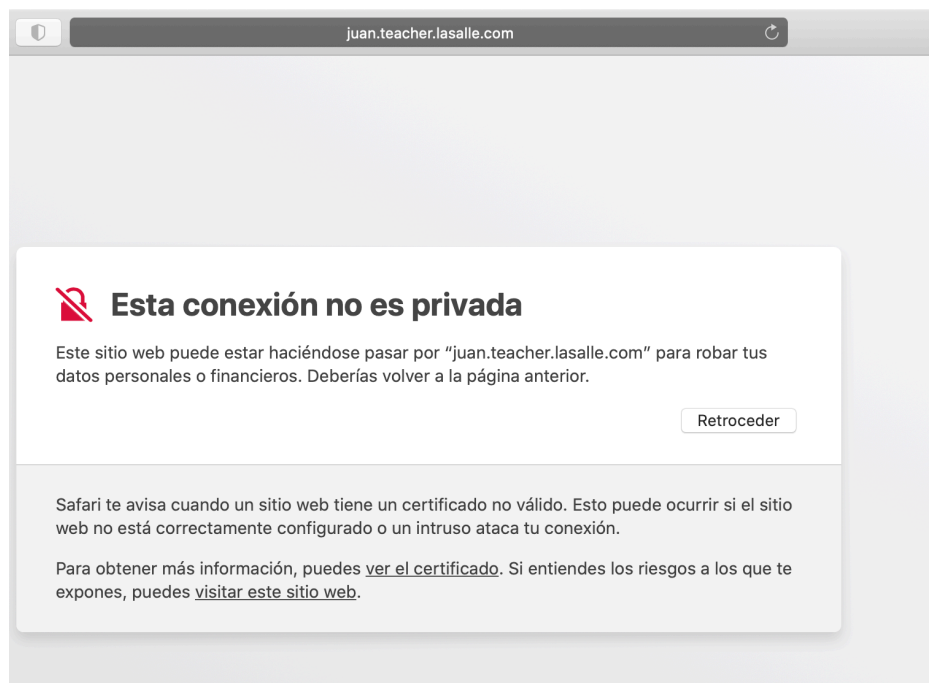 juan.teacher.lasalle.com
Esta conexión no es privada
Este sitio web puede estar haciéndose pasar por “juan.teacher.lasalle.com” para robar tus
datos personales o financieros. Deberías volver a la página anterior.
Retroceder
Safari te avisa cuando un sitio web tiene un certificado no válido. Esto puede ocurrir si el sitio
web no está correctamente configurado o un intruso ataca tu conexión.
Para obtener más información, puedes ver el certificado. Si entiendes los riesgos a los que te
expones, puedes visitar este sitio web.